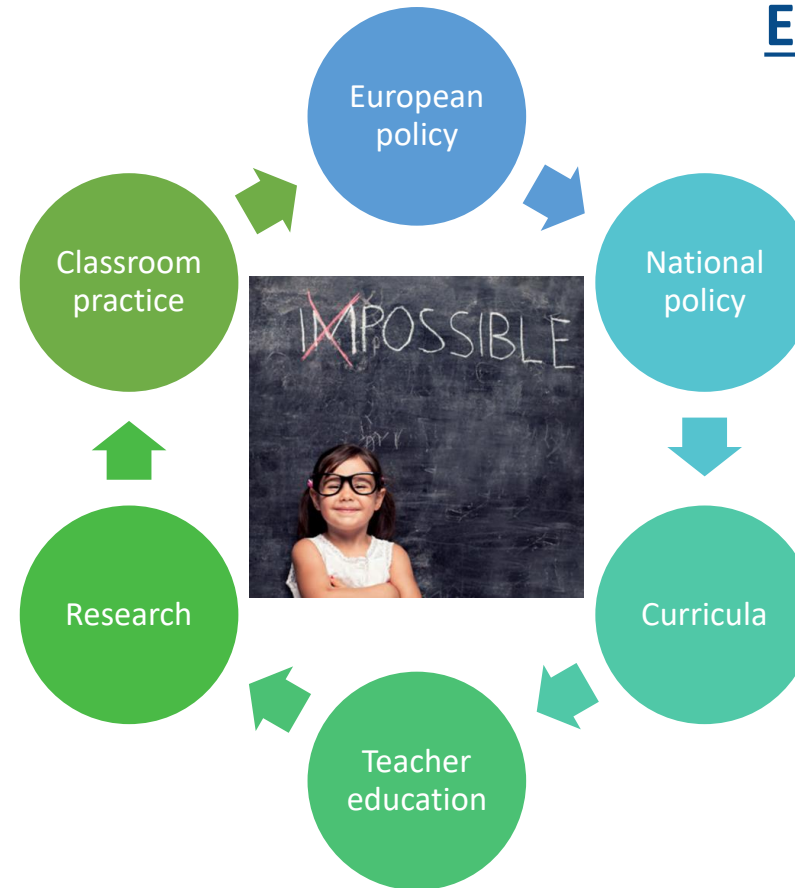 E
European
policy
National
policy
Curricula
Teacher
education
Research
Classroom
practice
IMPOSSIBLE